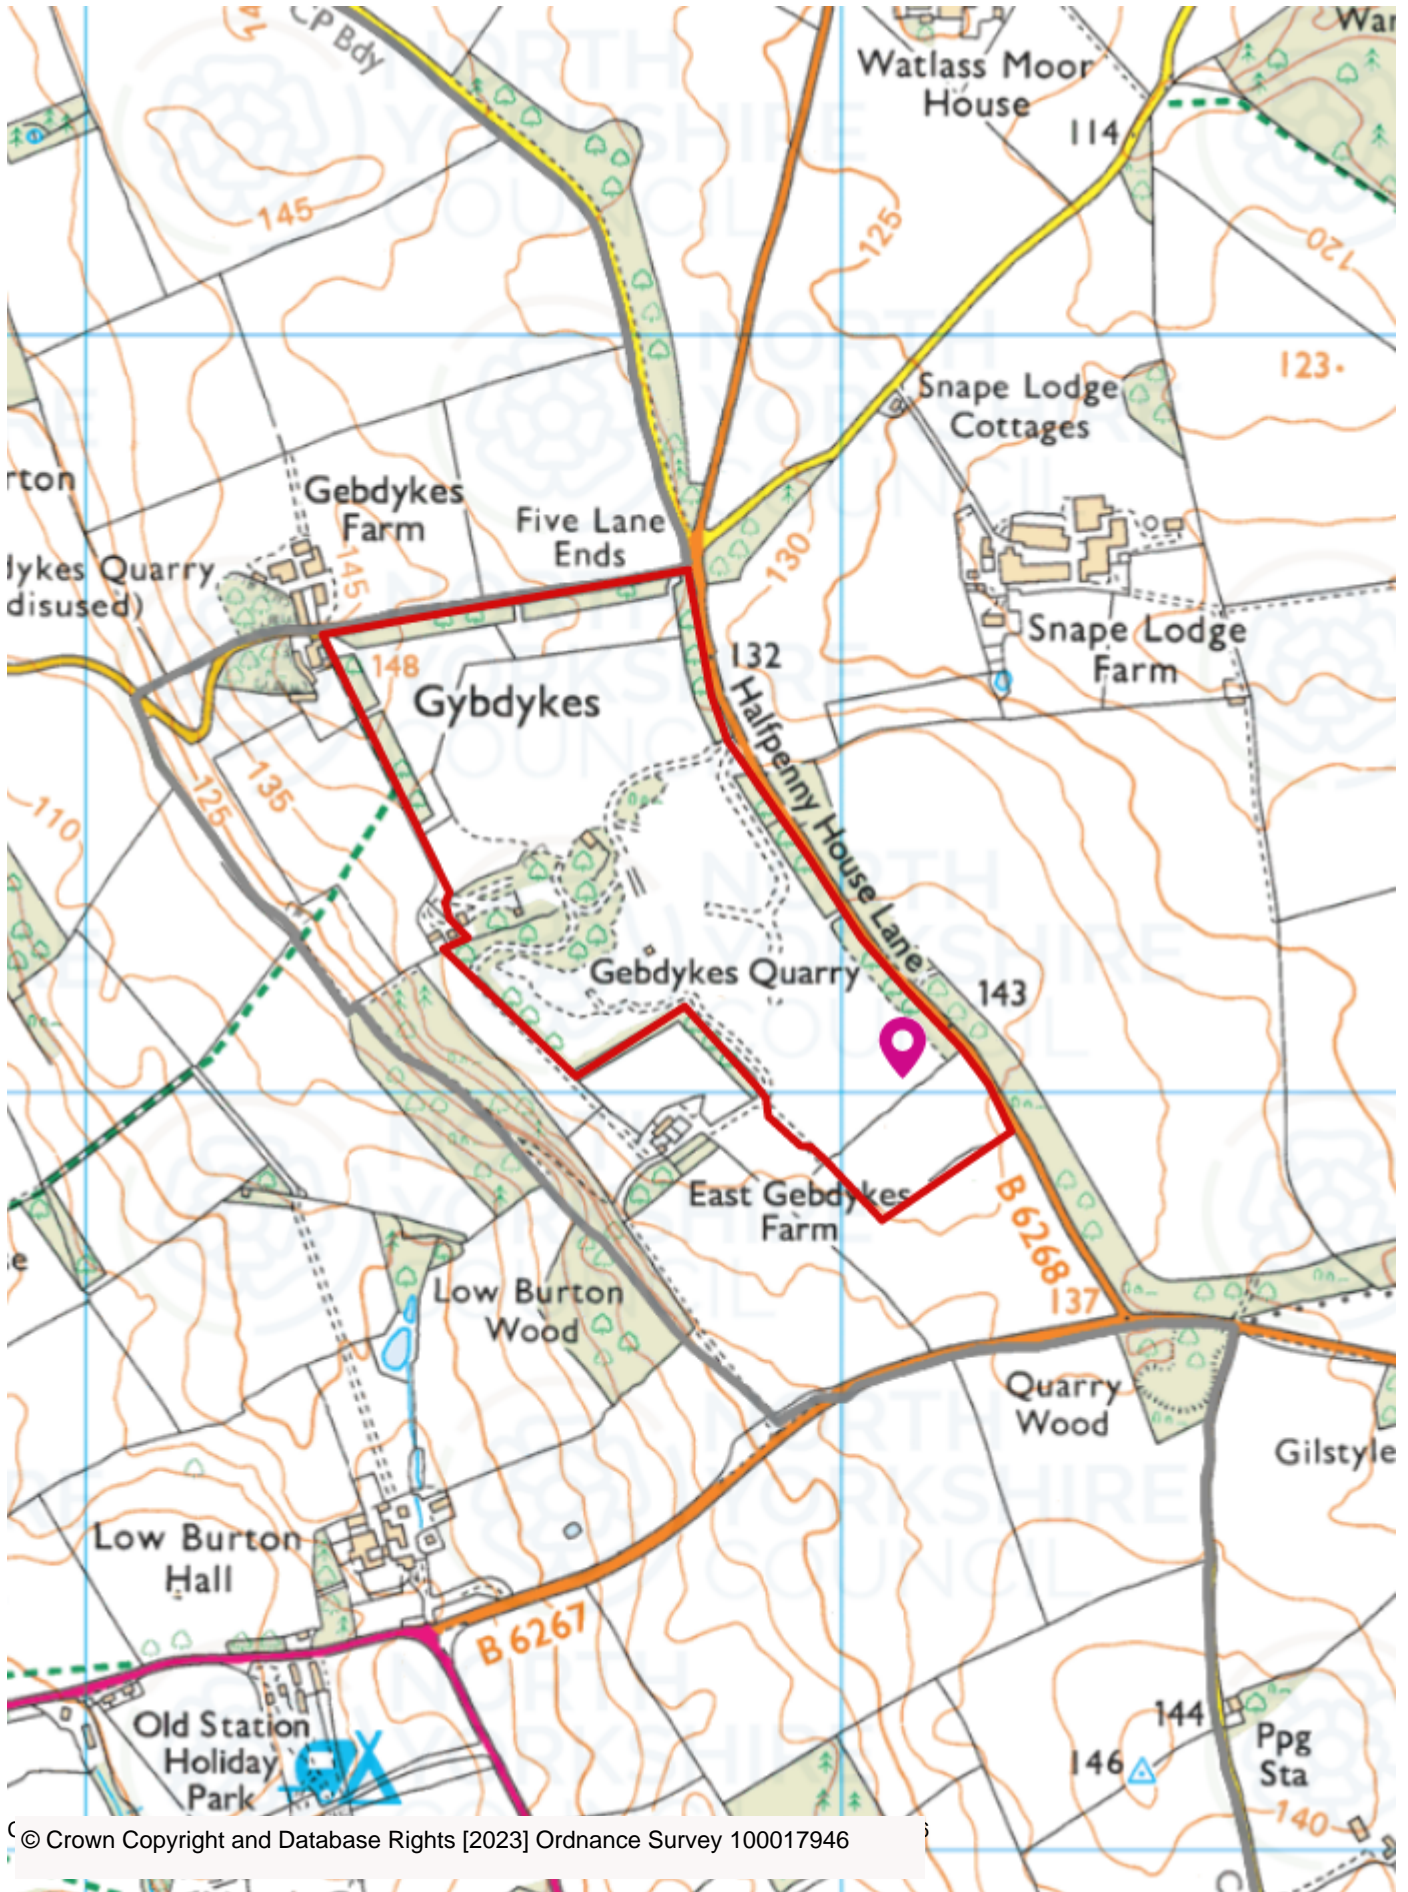 CP Bdy
Watlass Moor
House
114
145
125
120
123
Snape Lodge
Cottages
rton
Gebdykes
Farm
Five Lane
Ends
130
145
dykes Quarry
disused)
148
132
Snape Lodge
Farm
Gybdykes
Halfpenny House Lane
125
135
110
Gebdykes Quarry
143
East Gebdykes
Farm
B 6268
137
Low Burton
Wood
Quarry
Wood
Gilstyle
Low Burton
Hall
B 6267
Old Station
Holiday
Park
144
146
Ppg
Sta
140
© Crown Copyright and Database Rights [2023] Ordnance Survey 100017946
NORTH
YORKSHIRE
COUNCIL